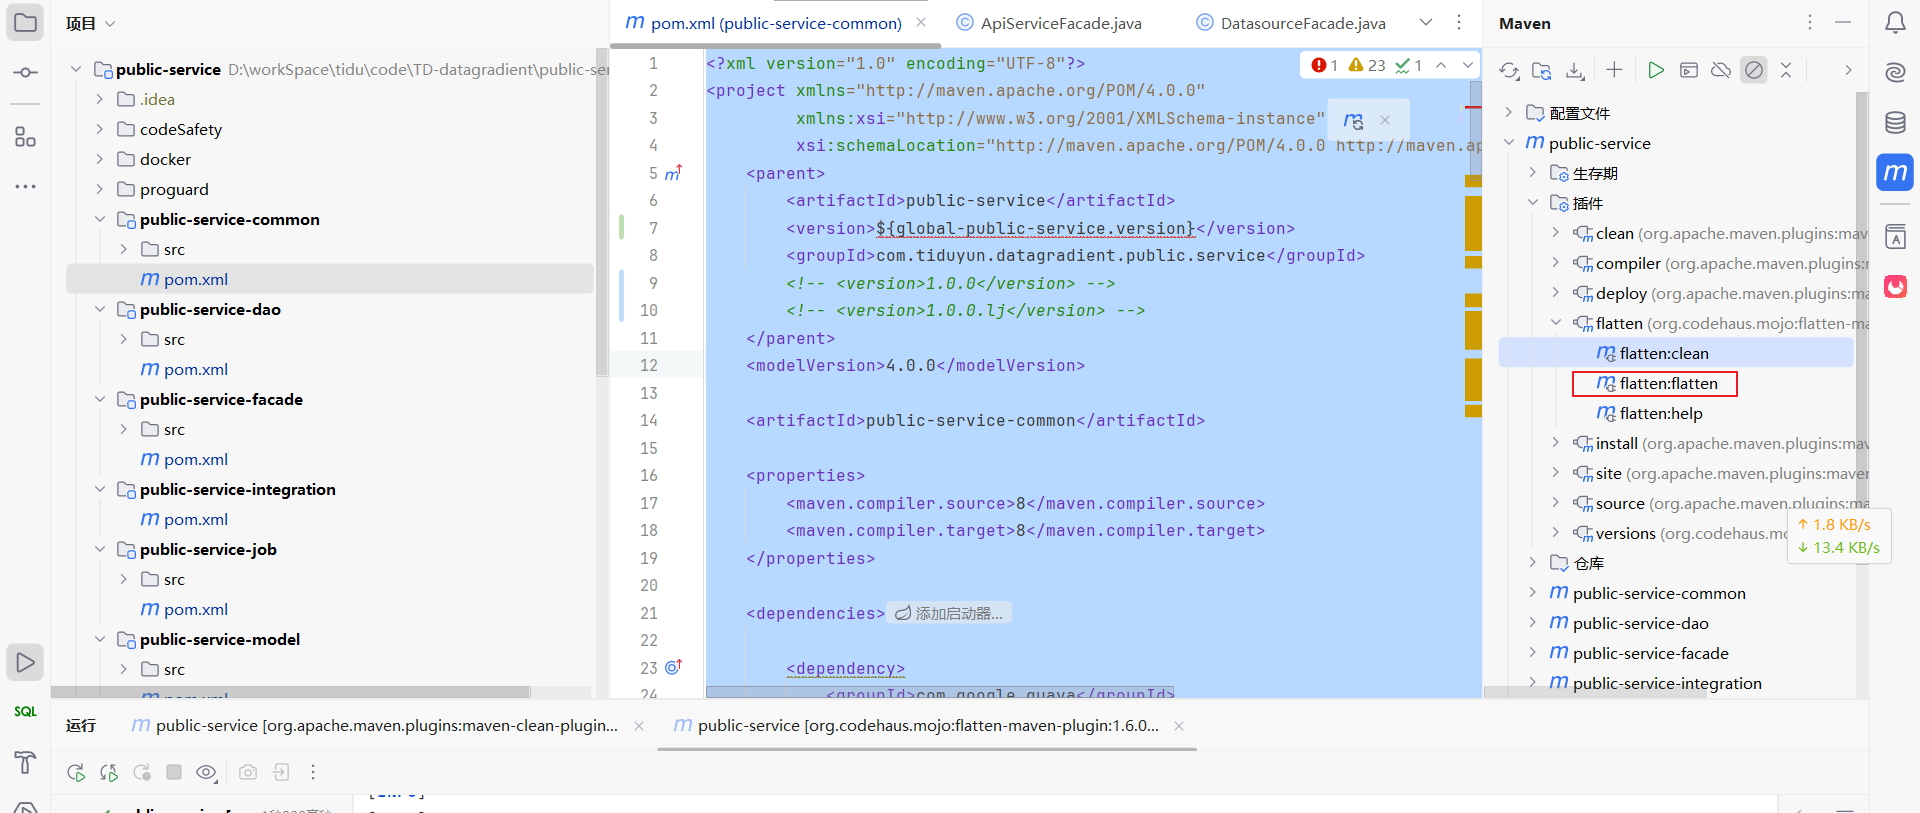 项目
public-service D:\workSpace\tidu\code\TD-datagradient\public-se
.idea
codeSafety
docker
proguard
public-service-common
src
pom.xml
public-service-dao
src
pom.xml
public-service-facade
src
pom.xml
public-service-integration
pom.xml
public-service-job
src
pom.xml
public-service-model
src
pom.xml
pom.xml (public-service-common)
ApiServiceFacade.java
DatasourceFacade.java
1 23 1
1 <?xml version="1.0" encoding="UTF-8"?>
2 <project xmlns="http://maven.apache.org/POM/4.0.0"
3 xmlns:xsi="http://www.w3.org/2001/XMLSchema-instance"
4 xsi:schemaLocation="http://maven.apache.org/POM/4.0.0 http://maven.ap
5 <parent>
6 <artifactId>public-service</artifactId>
7 <version>${global-public-service.version}</version>
8 <groupId>com.tiduyun.datagradient.public.service</groupId>
9 <!-- <version>1.0.0</version> -->
10 <!-- <version>1.0.0.lj</version> -->
11 </parent>
12 <modelVersion>4.0.0</modelVersion>
13
14 <artifactId>public-service-common</artifactId>
15
16 <properties>
17 <maven.compiler.source>8</maven.compiler.source>
18 <maven.compiler.target>8</maven.compiler.target>
19 </properties>
20
21 <dependencies> 添加启动器...
22
23 <dependency>
24 <groupId>com.google.guava</groupId>
Maven
配置文件
public-service
生存期
插件
clean (org.apache.maven.plugins:mav
compiler (org.apache.maven.plugins:r
deploy (org.apache.maven.plugins:ma
flatten (org.codehaus.mojo:flatten-ma
flatten:clean
flatten:flatten
flatten:help
install (org.apache.maven.plugins:mave
site (org.apache.maven.plugins:maven
source (org.apache.maven.plugins:ma
versions (org.codehaus.mo
↑ 1.8 KB/s
↓ 13.4 KB/s
仓库
public-service-common
public-service-dao
public-service-facade
public-service-integration
SQL
运行
public-service [org.apache.maven.plugins:maven-clean-plugin...
public-service [org.codehaus.mojo:flatten-maven-plugin:1.6.0...
[INFO]